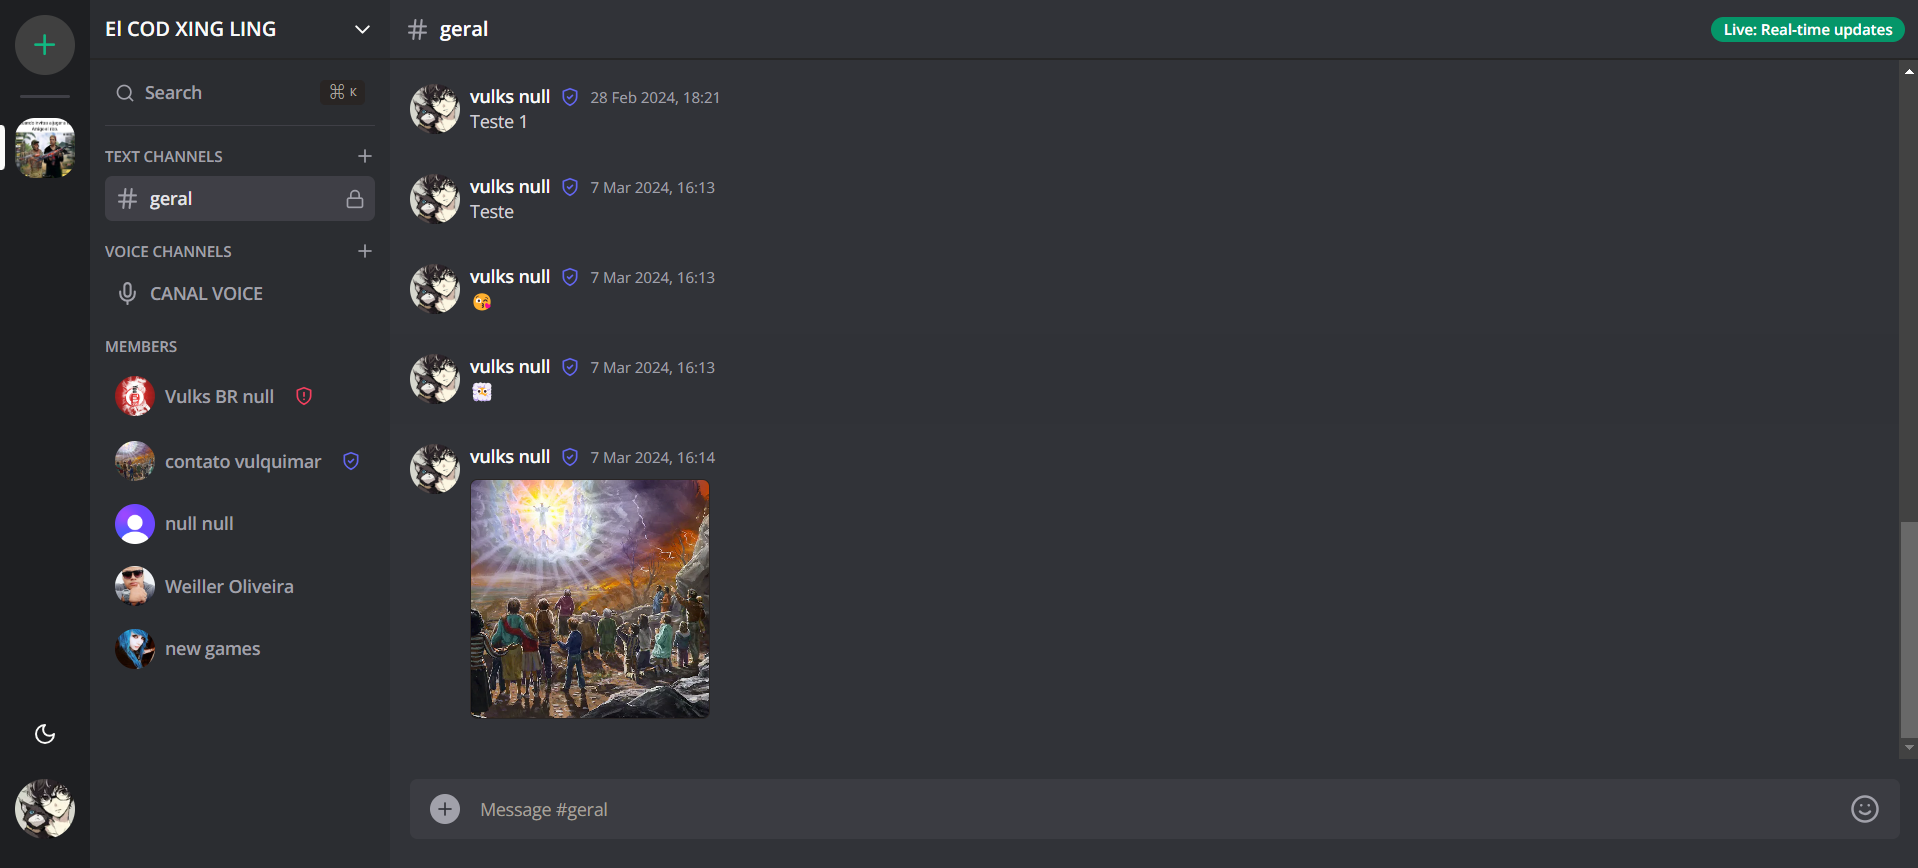 El COD XING LING
Search
⌘ K
TEXT CHANNELS
geral
VOICE CHANNELS
CANAL VOICE
MEMBERS
Vulks BR null
contato vulquimar
null null
Weiller Oliveira
new games
# geral
Live: Real-time updates
vulks null 28 Feb 2024, 18:21
Teste 1
vulks null 7 Mar 2024, 16:13
Teste
vulks null 7 Mar 2024, 16:13
😘
vulks null 7 Mar 2024, 16:13
vulks null 7 Mar 2024, 16:14
Message #geral